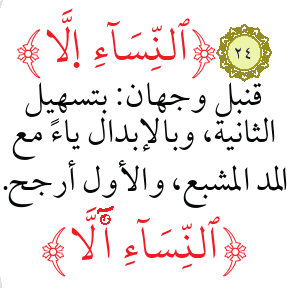 ٢٤ ﴿ٱلنِّسَآءِ إِلَّا﴾
قنبل وجهان: بتسهيل
الثانية، وبالإبدال ياءً مع
المد المشبع، والأول أرجح.
﴿ٱلنِّسَآءِ اَ۬لَّا﴾